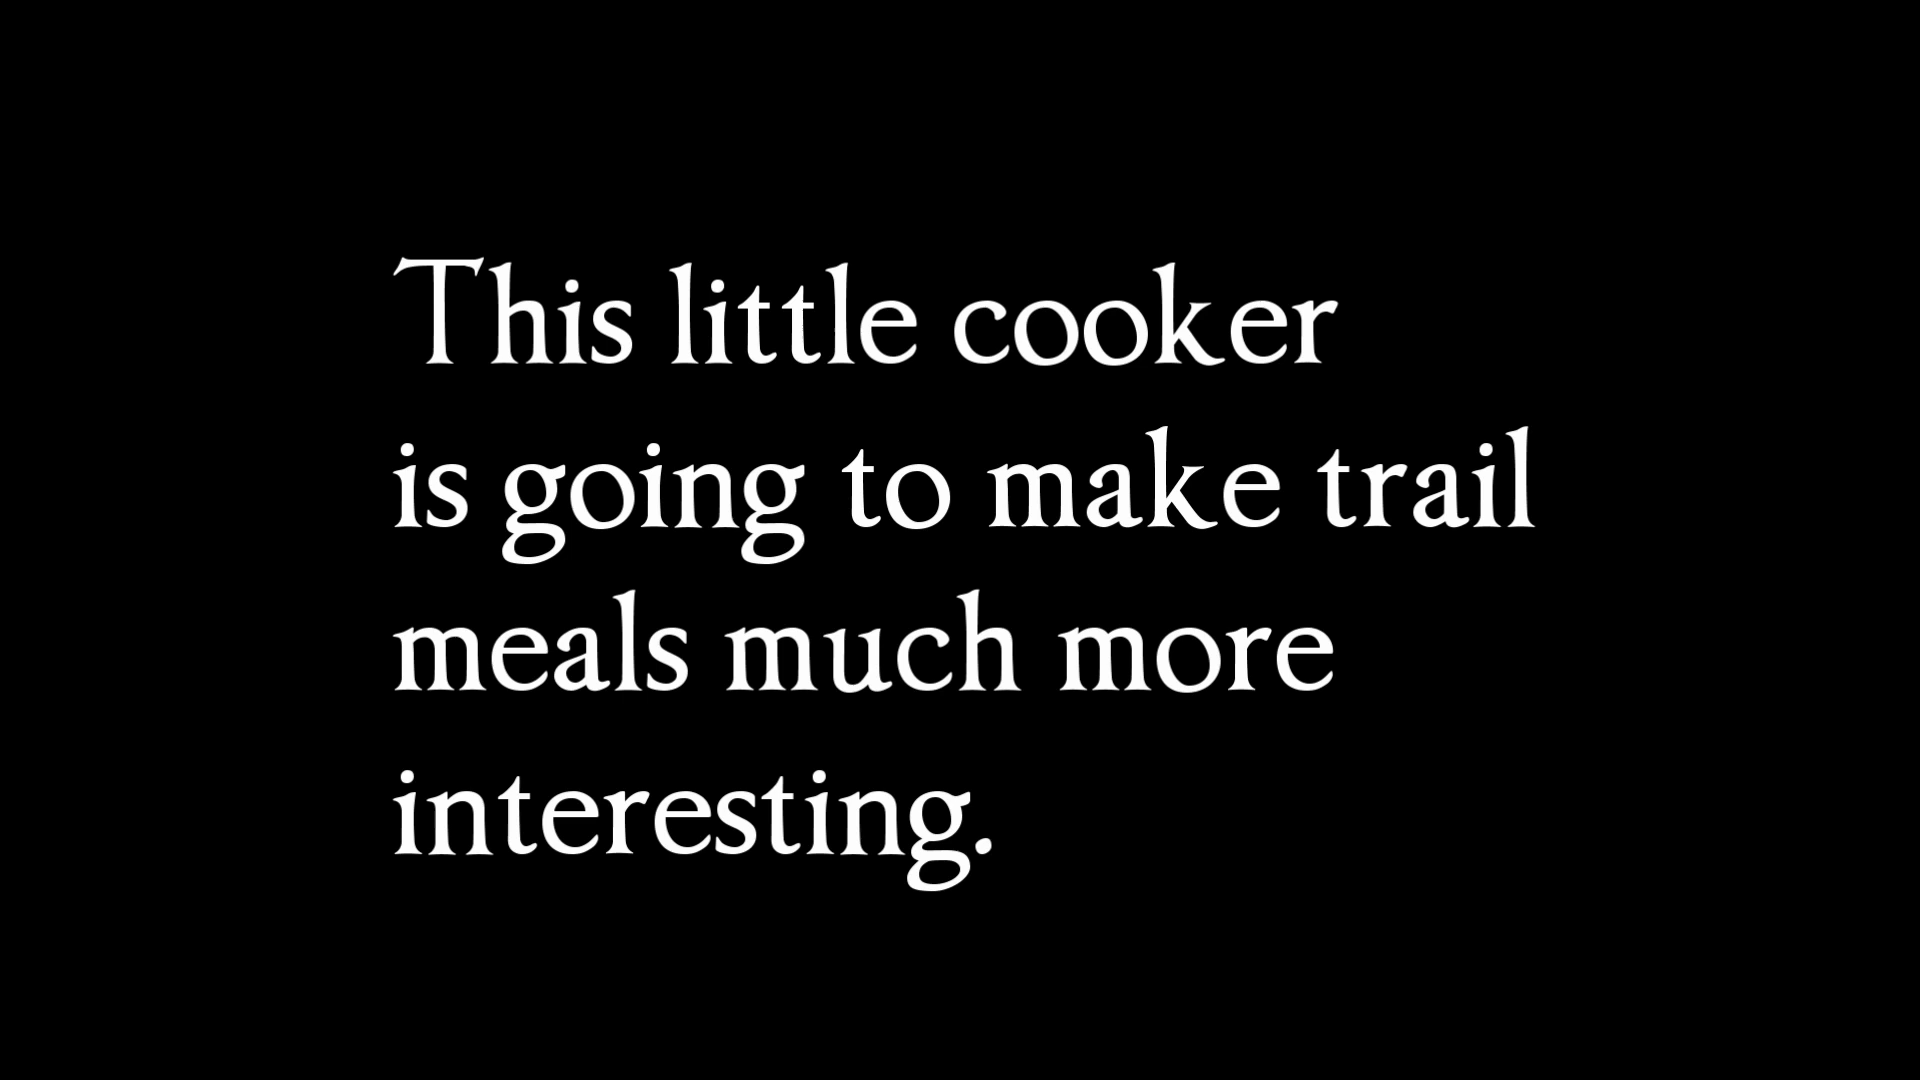 This little cooker
is going to make trail
meals much more
interesting.